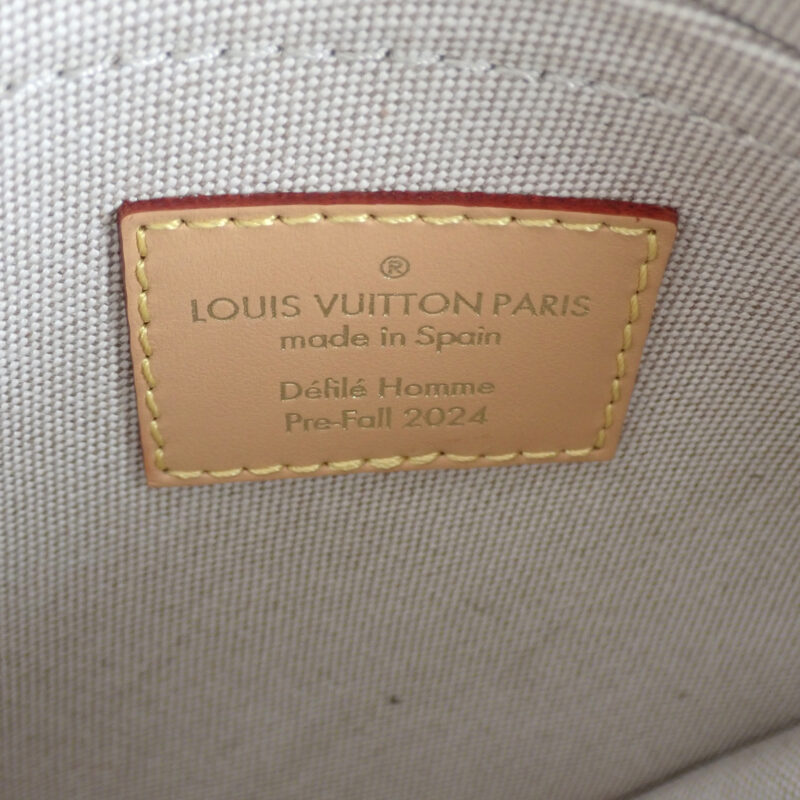 ®
LOUIS VUITTON PARIS
made in Spain
Défilé Homme
Pre-Fall 2024